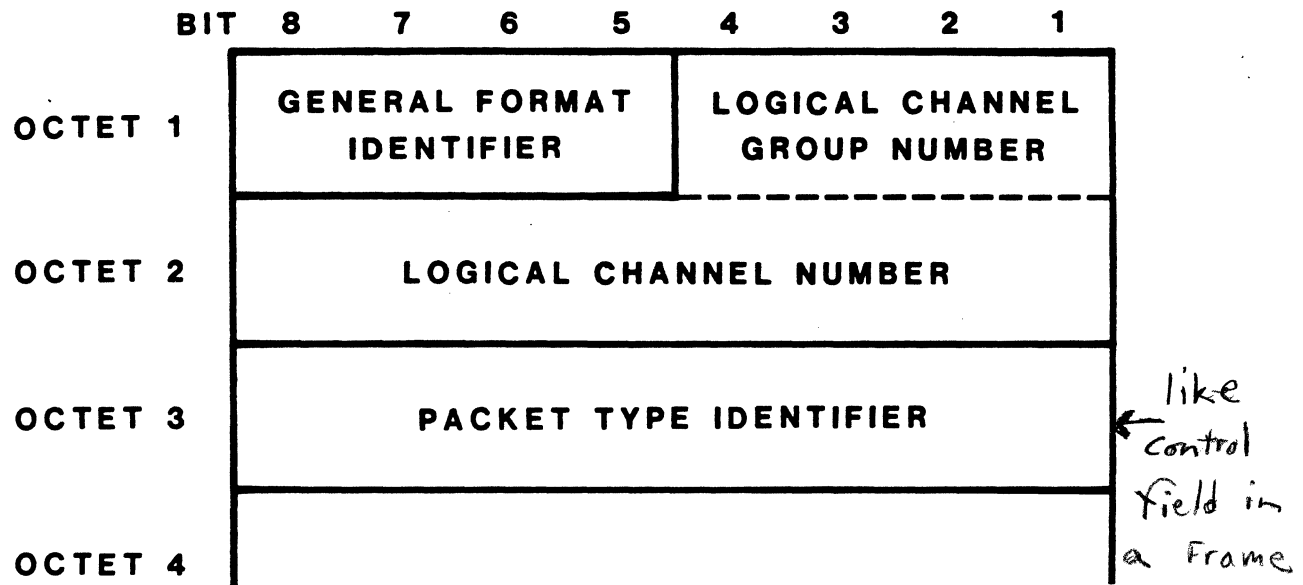 BIT 8 7 6 5 4 3 2 1
OCTET 1
GENERAL FORMAT
IDENTIFIER
LOGICAL CHANNEL
GROUP NUMBER
OCTET 2
LOGICAL CHANNEL NUMBER
OCTET 3
PACKET TYPE IDENTIFIER
like
control
field in
a Frame
OCTET 4